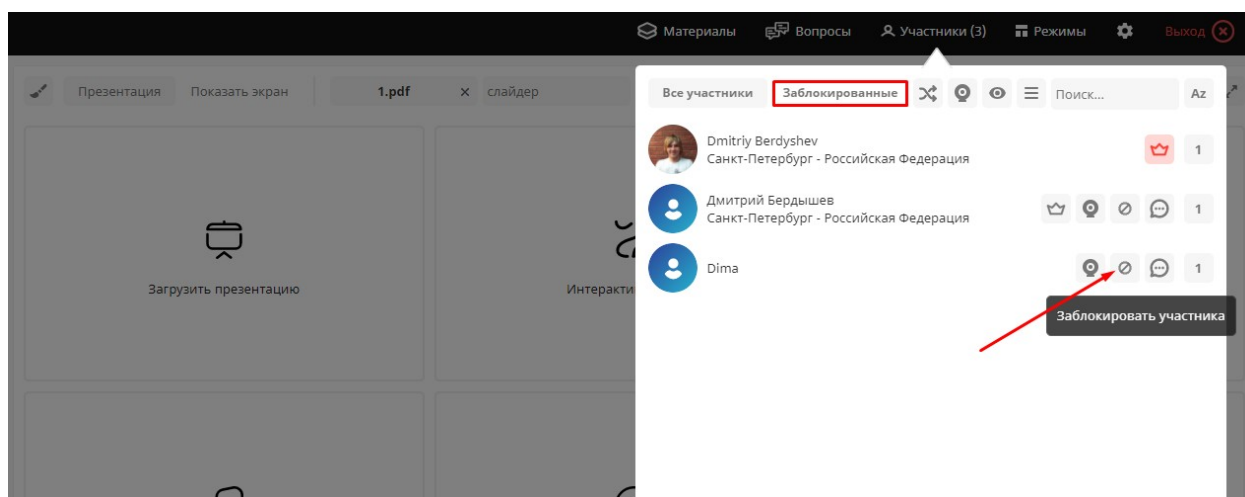 Материалы Вопросы Участники (3) Режимы Выход
Презентация Показать экран 1.pdf x слайдер
Все участники Заблокированные Поиск... Az
Dmitriy Berdyshev
Санкт-Петербург - Российская Федерация
1
Дмитрий Бердышев
Санкт-Петербург - Российская Федерация
1
Dima
1
Загрузить презентацию
Заблокировать участника